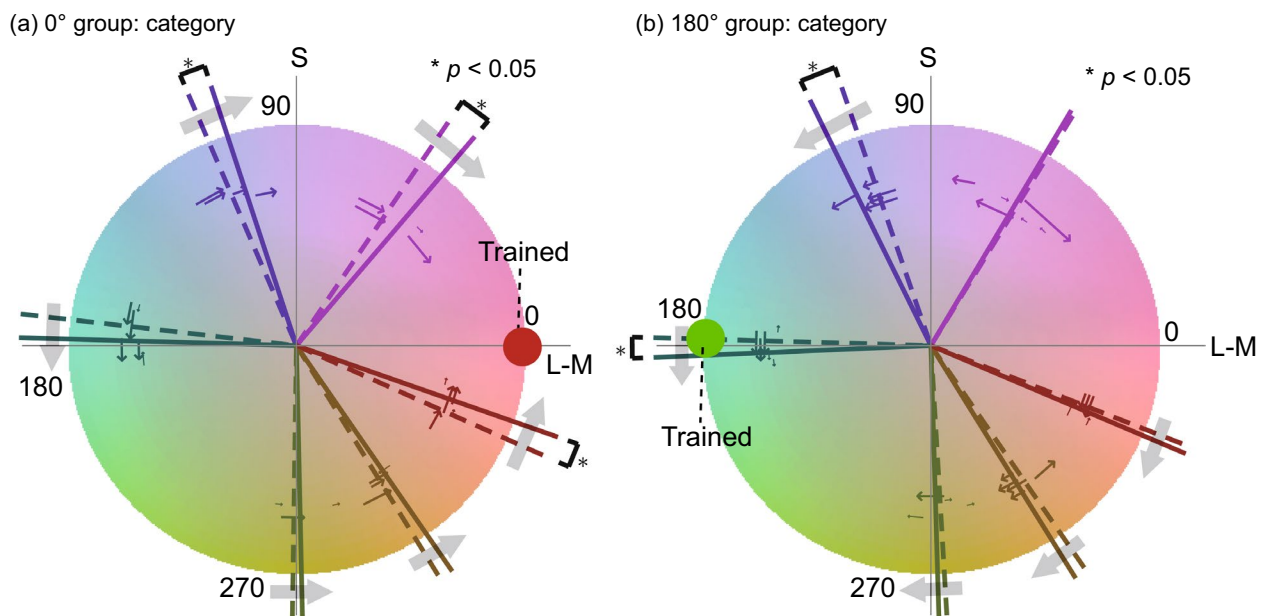 (a) 0° group: category
(b) 180° group: category
S
* p < 0.05
*
90
*
Trained
0
L-M
180
*
270
S
* p < 0.05
*
90
180
0
L-M
*
Trained
270